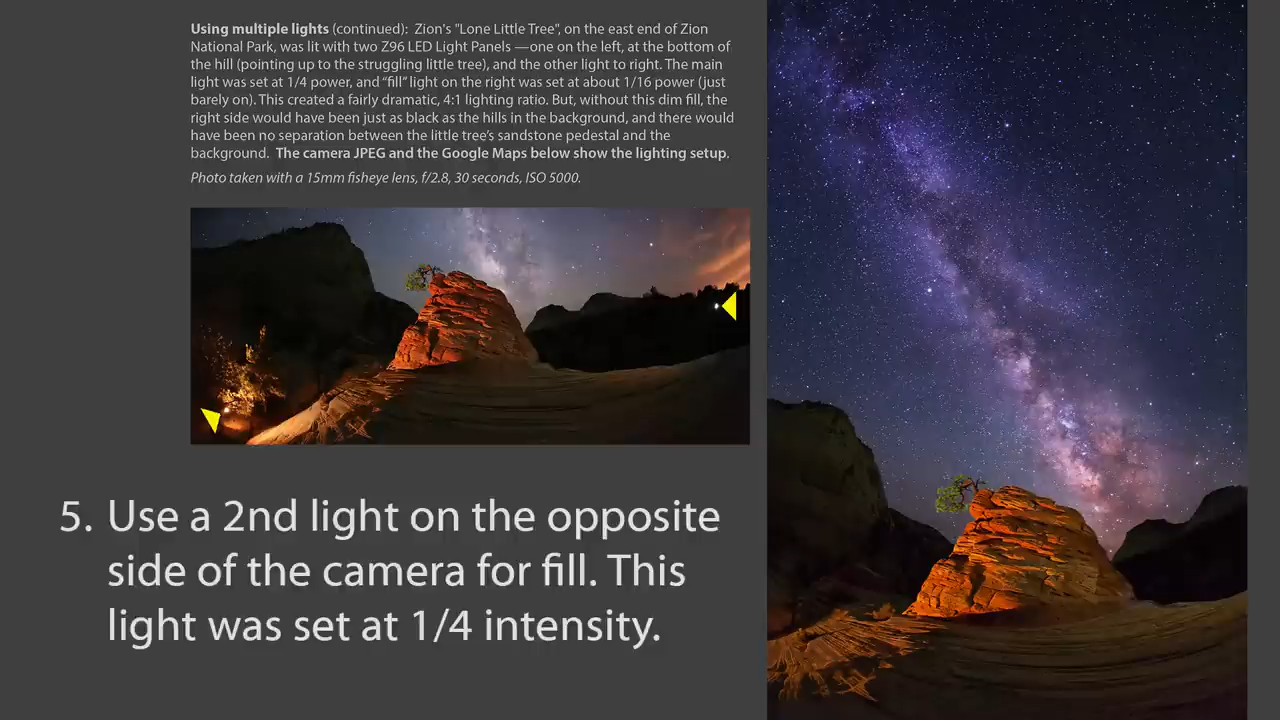 Using multiple lights (continued):  Zion's "Lone Little Tree", on the east end of Zion
National Park, was lit with two Z96 LED Light Panels —one on the left, at the bottom of
the hill (pointing up to the struggling little tree), and the other light to right. The main
light was set at 1/4 power, and “fill” light on the right was set at about 1/16 power (just
barely on). This created a fairly dramatic, 4:1 lighting ratio. But, without this dim fill, the
right side would have been just as black as the hills in the background, and there would
have been no separation between the little tree’s sandstone pedestal and the
background.  The camera JPEG and the Google Maps below show the lighting setup.
Photo taken with a 15mm fisheye lens, f/2.8, 30 seconds, ISO 5000.
5. Use a 2nd light on the opposite
side of the camera for fill. This
light was set at 1/4 intensity.